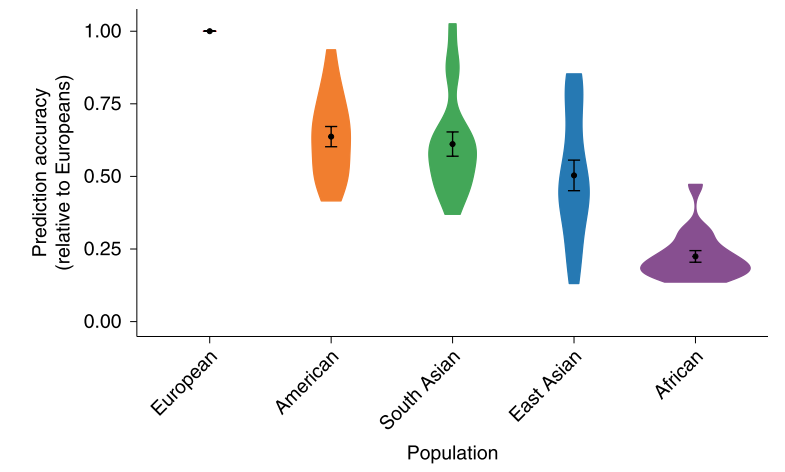 Prediction accuracy
(relative to Europeans)
1.00
0.75
0.50
0.25
0.00
European
American
South Asian
East Asian
African
Population